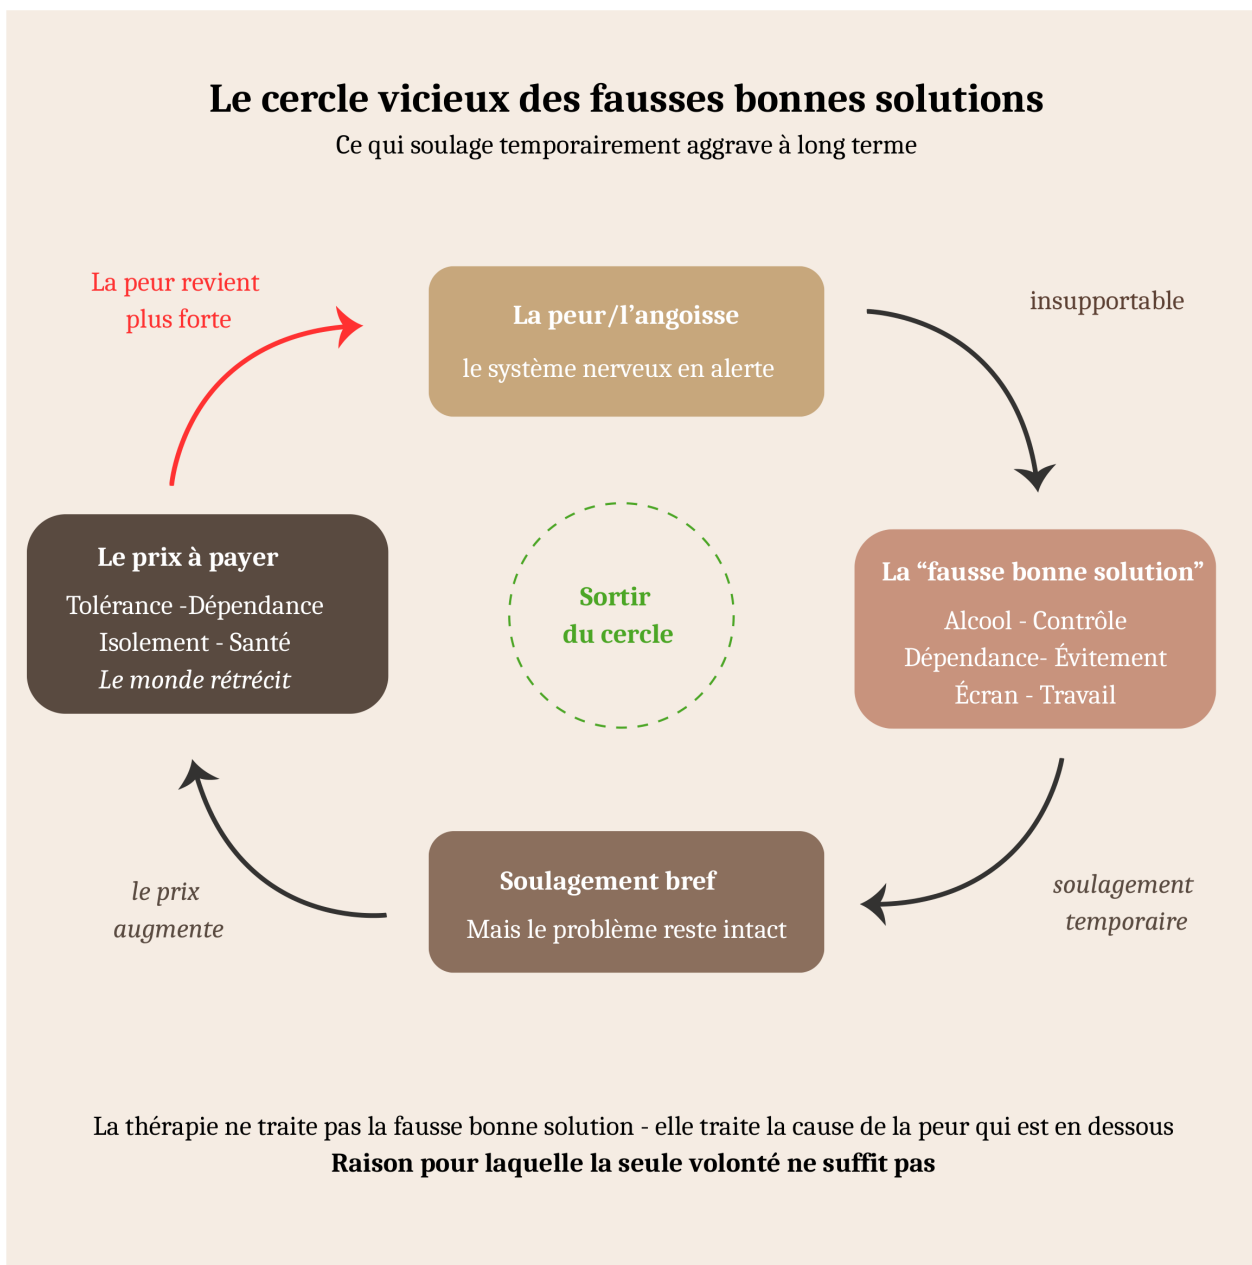 Le cercle vicieux des fausses bonnes solutions
Ce qui soulage temporairement aggrave à long terme
La peur revient
plus forte
La peur/l’angoisse
le système nerveux en alerte
insupportable
Le prix à payer
Tolérance -Dépendance
Isolement - Santé
Le monde rétrécit
Sortir
du cercle
La “fausse bonne solution”
Alcool - Contrôle
Dépendance- Évitement
Écran - Travail
le prix
augmente
Soulagement bref
Mais le problème reste intact
soulagement
temporaire
La thérapie ne traite pas la fausse bonne solution - elle traite la cause de la peur qui est en dessous
Raison pour laquelle la seule volonté ne suffit pas